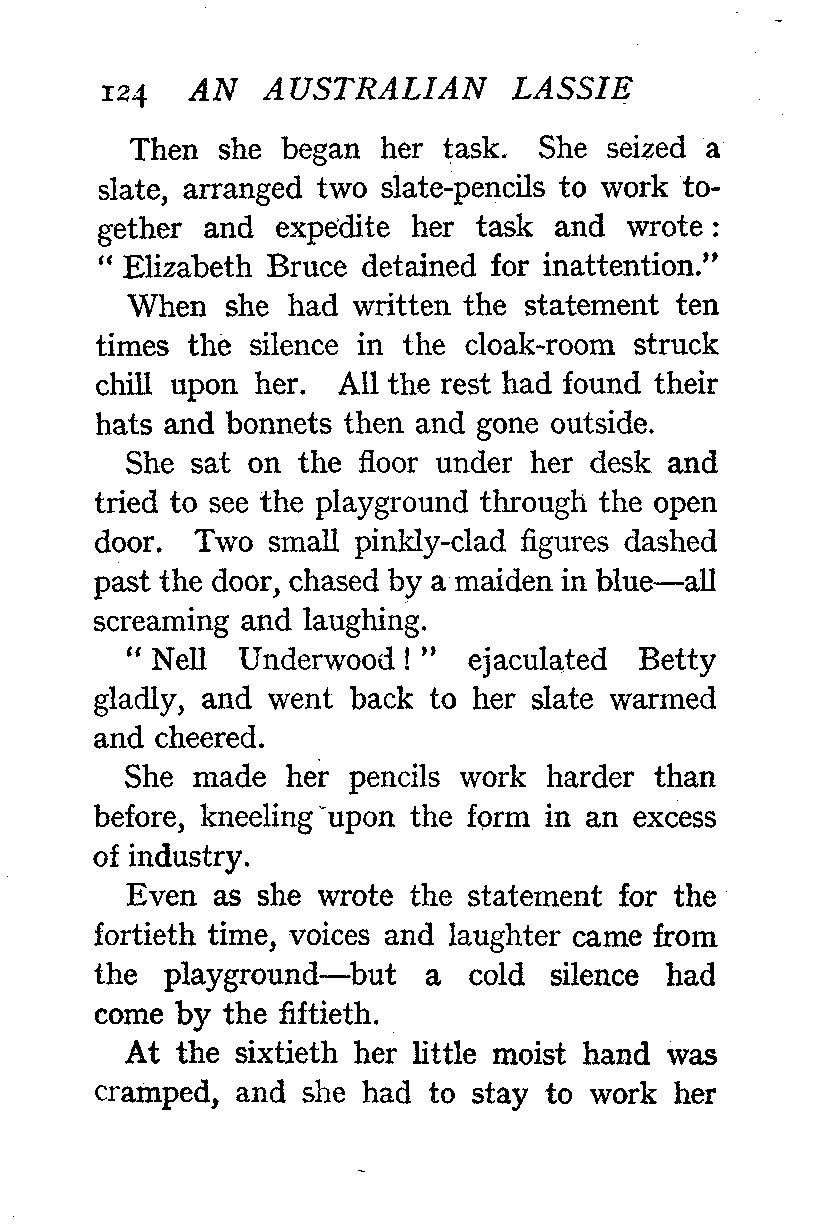 124 AN AUSTRALIAN LASSIE
Then she began her task. She seized a
slate, arranged two slate-pencils to work to-
gether and expedite her task and wrote :
" Elizabeth Bruce detained for inattention."
When she had written the statement ten
times the silence in the cloak-room struck
chill upon her. All the rest had found their
hats and bonnets then and gone outside.
She sat on the floor under her desk and
tried to see the playground through the open
door. Two small pinkly-clad figures dashed
past the door, chased by a maiden in blue—all
screaming and laughing.
" Nell Underwood ! " ejaculated Betty
gladly, and went back to her slate warmed
and cheered.
She made her pencils work harder than
before, kneeling upon the form in an excess
of industry.
Even as she wrote the statement for the
fortieth time, voices and laughter came from
the playground—but a cold silence had
come by the fiftieth.
At the sixtieth her little moist hand was
cramped, and she had to stay to work her